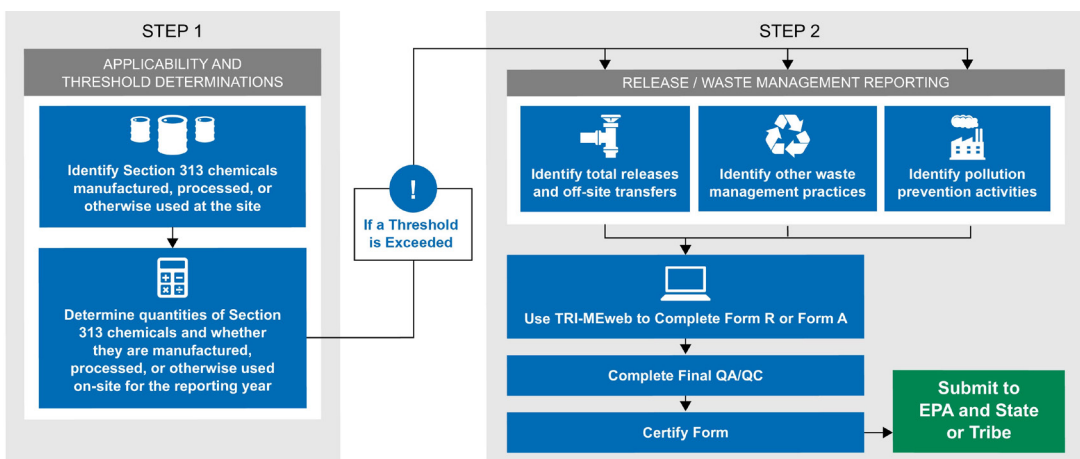 STEP 1
APPLICABILITY AND
THRESHOLD DETERMINATIONS
Identify Section 313 chemicals
manufactured, processed, or
otherwise used at the site
Determine quantities of Section
313 chemicals and whether
they are manufactured,
processed, or otherwise used
on-site for the reporting year
!
If a Threshold
is Exceeded
STEP 2
RELEASE / WASTE MANAGEMENT REPORTING
Identify total releases
and off-site transfers
Identify other waste
management practices
Identify pollution
prevention activities
Use TRI-MEweb to Complete Form R or Form A
Complete Final QA/QC
Certify Form
Submit to
EPA and State
or Tribe